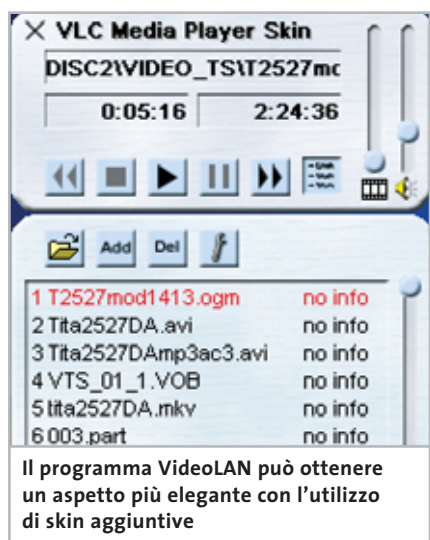 VLC Media Player Skin
DISC2\VIDEO_TS\T2527mc
0:05:16 2:24:36
Add Del
1 T2527mod1413.ogm no info
2 Tita2527DA.avi no info
3 Tita2527DAmp3ac3.avi no info
4 VTS_01_1.VOB no info
5 tita2527DA.mkv no info
6 003.part no info
Il programma VideoLAN può ottenere
un aspetto più elegante con l'utilizzo
di skin aggiuntive